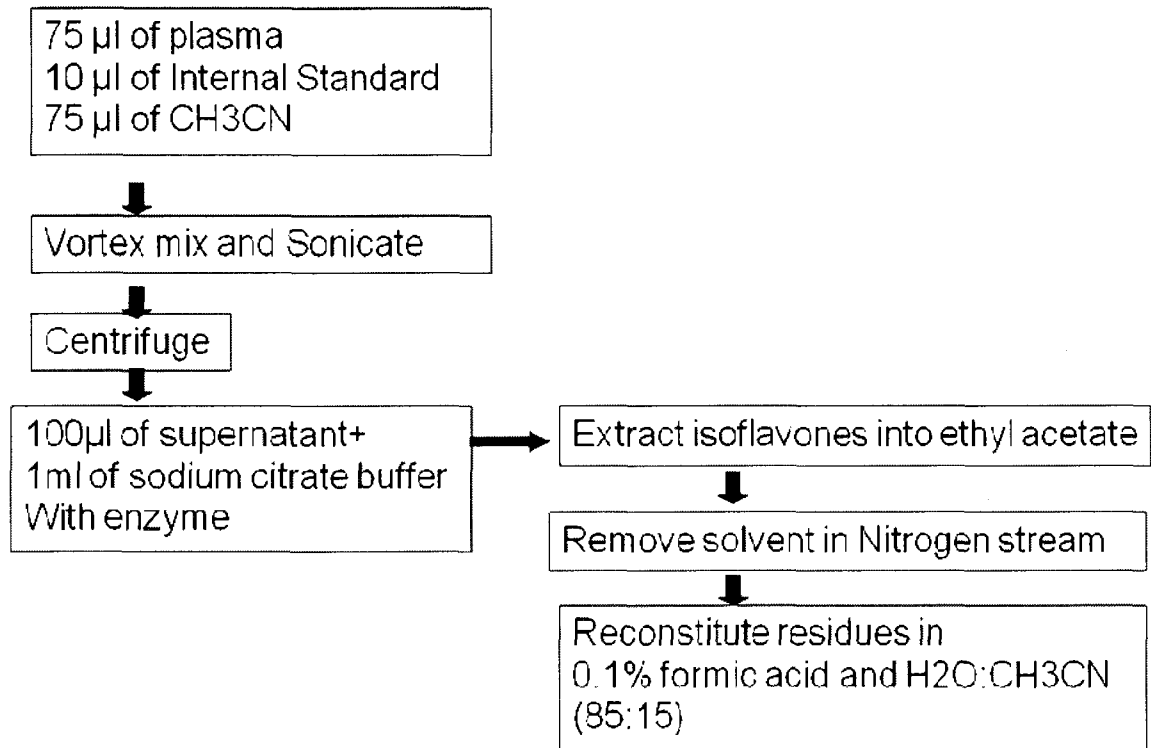 75 µl of plasma
10 µl of Internal Standard
75 µl of CH3CN
Vortex mix and Sonicate
Centrifuge
100µl of supernatant+
1ml of sodium citrate buffer
With enzyme
Extract isoflavones into ethyl acetate
Remove solvent in Nitrogen stream
Reconstitute residues in
0.1% formic acid and H2O:CH3CN
(85:15)